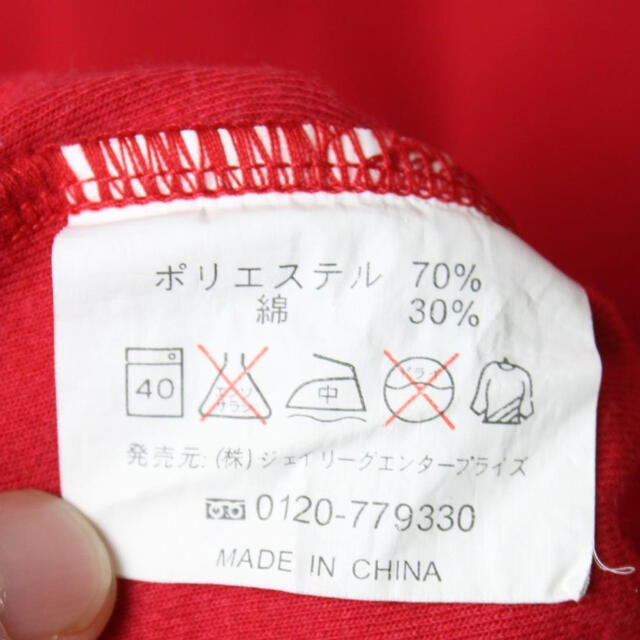 ポリエステル 70%
綿 30%
40 エンソ サラシ 中 ドライ
発売元:(株)ジェイリーグエンタープライズ
0120-779330
MADE IN CHINA